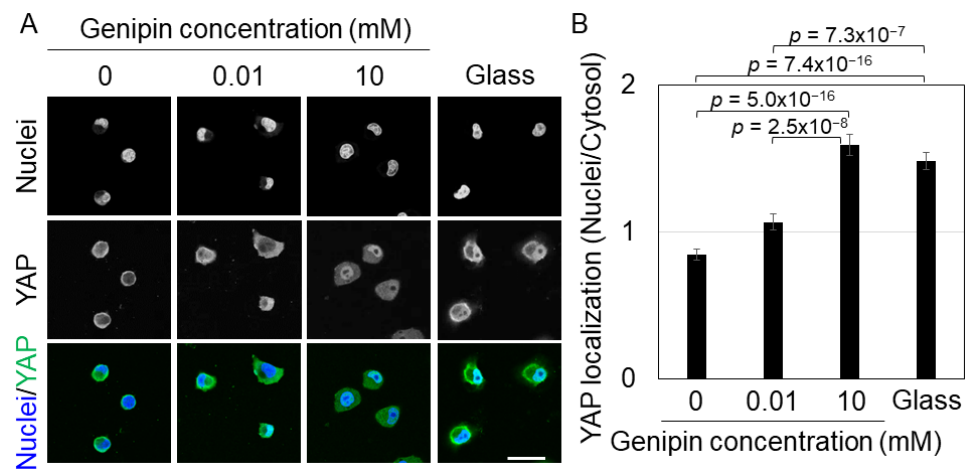 A
Genipin concentration (mM)
0 0.01 10 Glass
Nuclei
YAP
Nuclei/YAP
B
p = 7.3x10⁻⁷
p = 7.4x10⁻¹⁶
p = 5.0x10⁻¹⁶
p = 2.5x10⁻⁸
YAP localization (Nuclei/Cytosol)
2
1
0
0 0.01 10 Glass
Genipin concentration (mM)